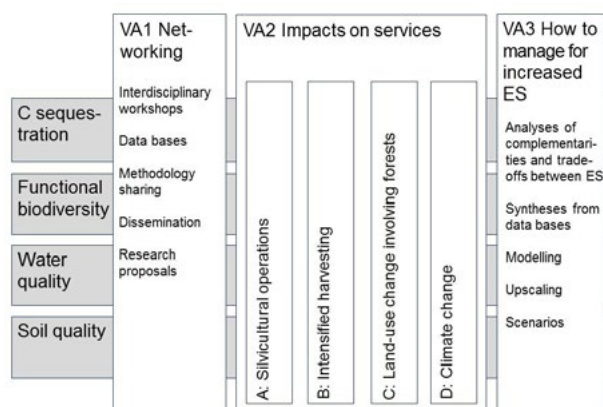 VA1 Net-
working
Interdisciplinary
workshops
Data bases
Methodology
sharing
Dissemination
Research
proposals
VA2 Impacts on services
A: Silvicultural operations
B: Intensified harvesting
C: Land-use change involving forests
D: Climate change
VA3 How to
manage for
increased
ES
Analyses of
complementari-
ties and trade-
offs between ES
Syntheses from
data bases
Modelling
Upscaling
Scenarios
C seques-
tration
Functional
biodiversity
Water
quality
Soil quality